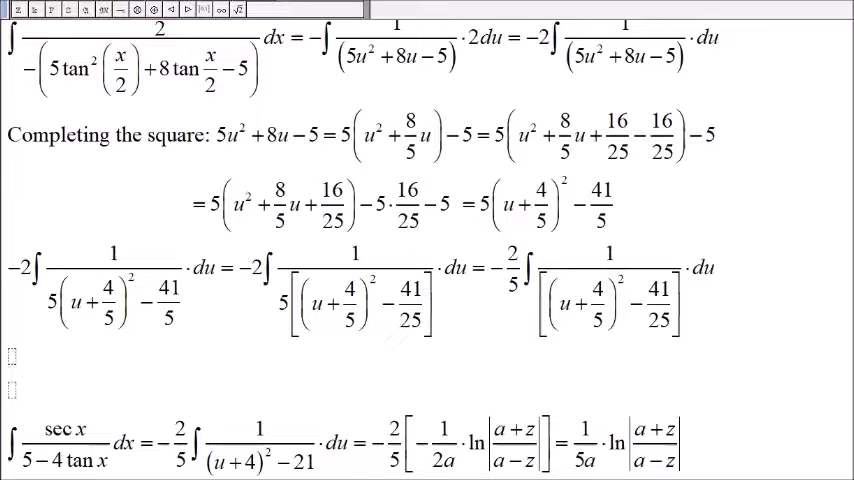 ∫ 2/(−(5tan²(x/2)+8tan x/2 −5)) dx = −∫ 1/(5u²+8u−5) · 2du = −2∫ 1/(5u²+8u−5) · du
Completing the square: 5u²+8u−5 = 5(u²+8/5 u)−5 = 5(u²+8/5 u+16/25−16/25)−5
= 5(u²+8/5 u+16/25)−5·16/25−5 = 5(u+4/5)²−41/5
−2∫ 1/(5(u+4/5)²−41/5) · du = −2∫ 1/(5[(u+4/5)²−41/25]) · du = −2/5 ∫ 1/[(u+4/5)²−41/25] · du
∫ sec x/(5−4tan x) dx = −2/5 ∫ 1/((u+4)²−21) · du = −2/5 [−1/2a · ln|a+z/a−z|] = 1/5a · ln|a+z/a−z|